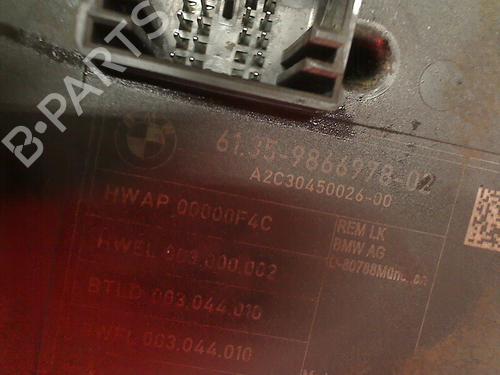 B-PARTS
61.35-9866978-02
A2C30450026-00
HWAP 00000F4C
HWEL 003.000.002
BTLD 003.044.010
WFL 003.044.010
REM LK
BMW AG